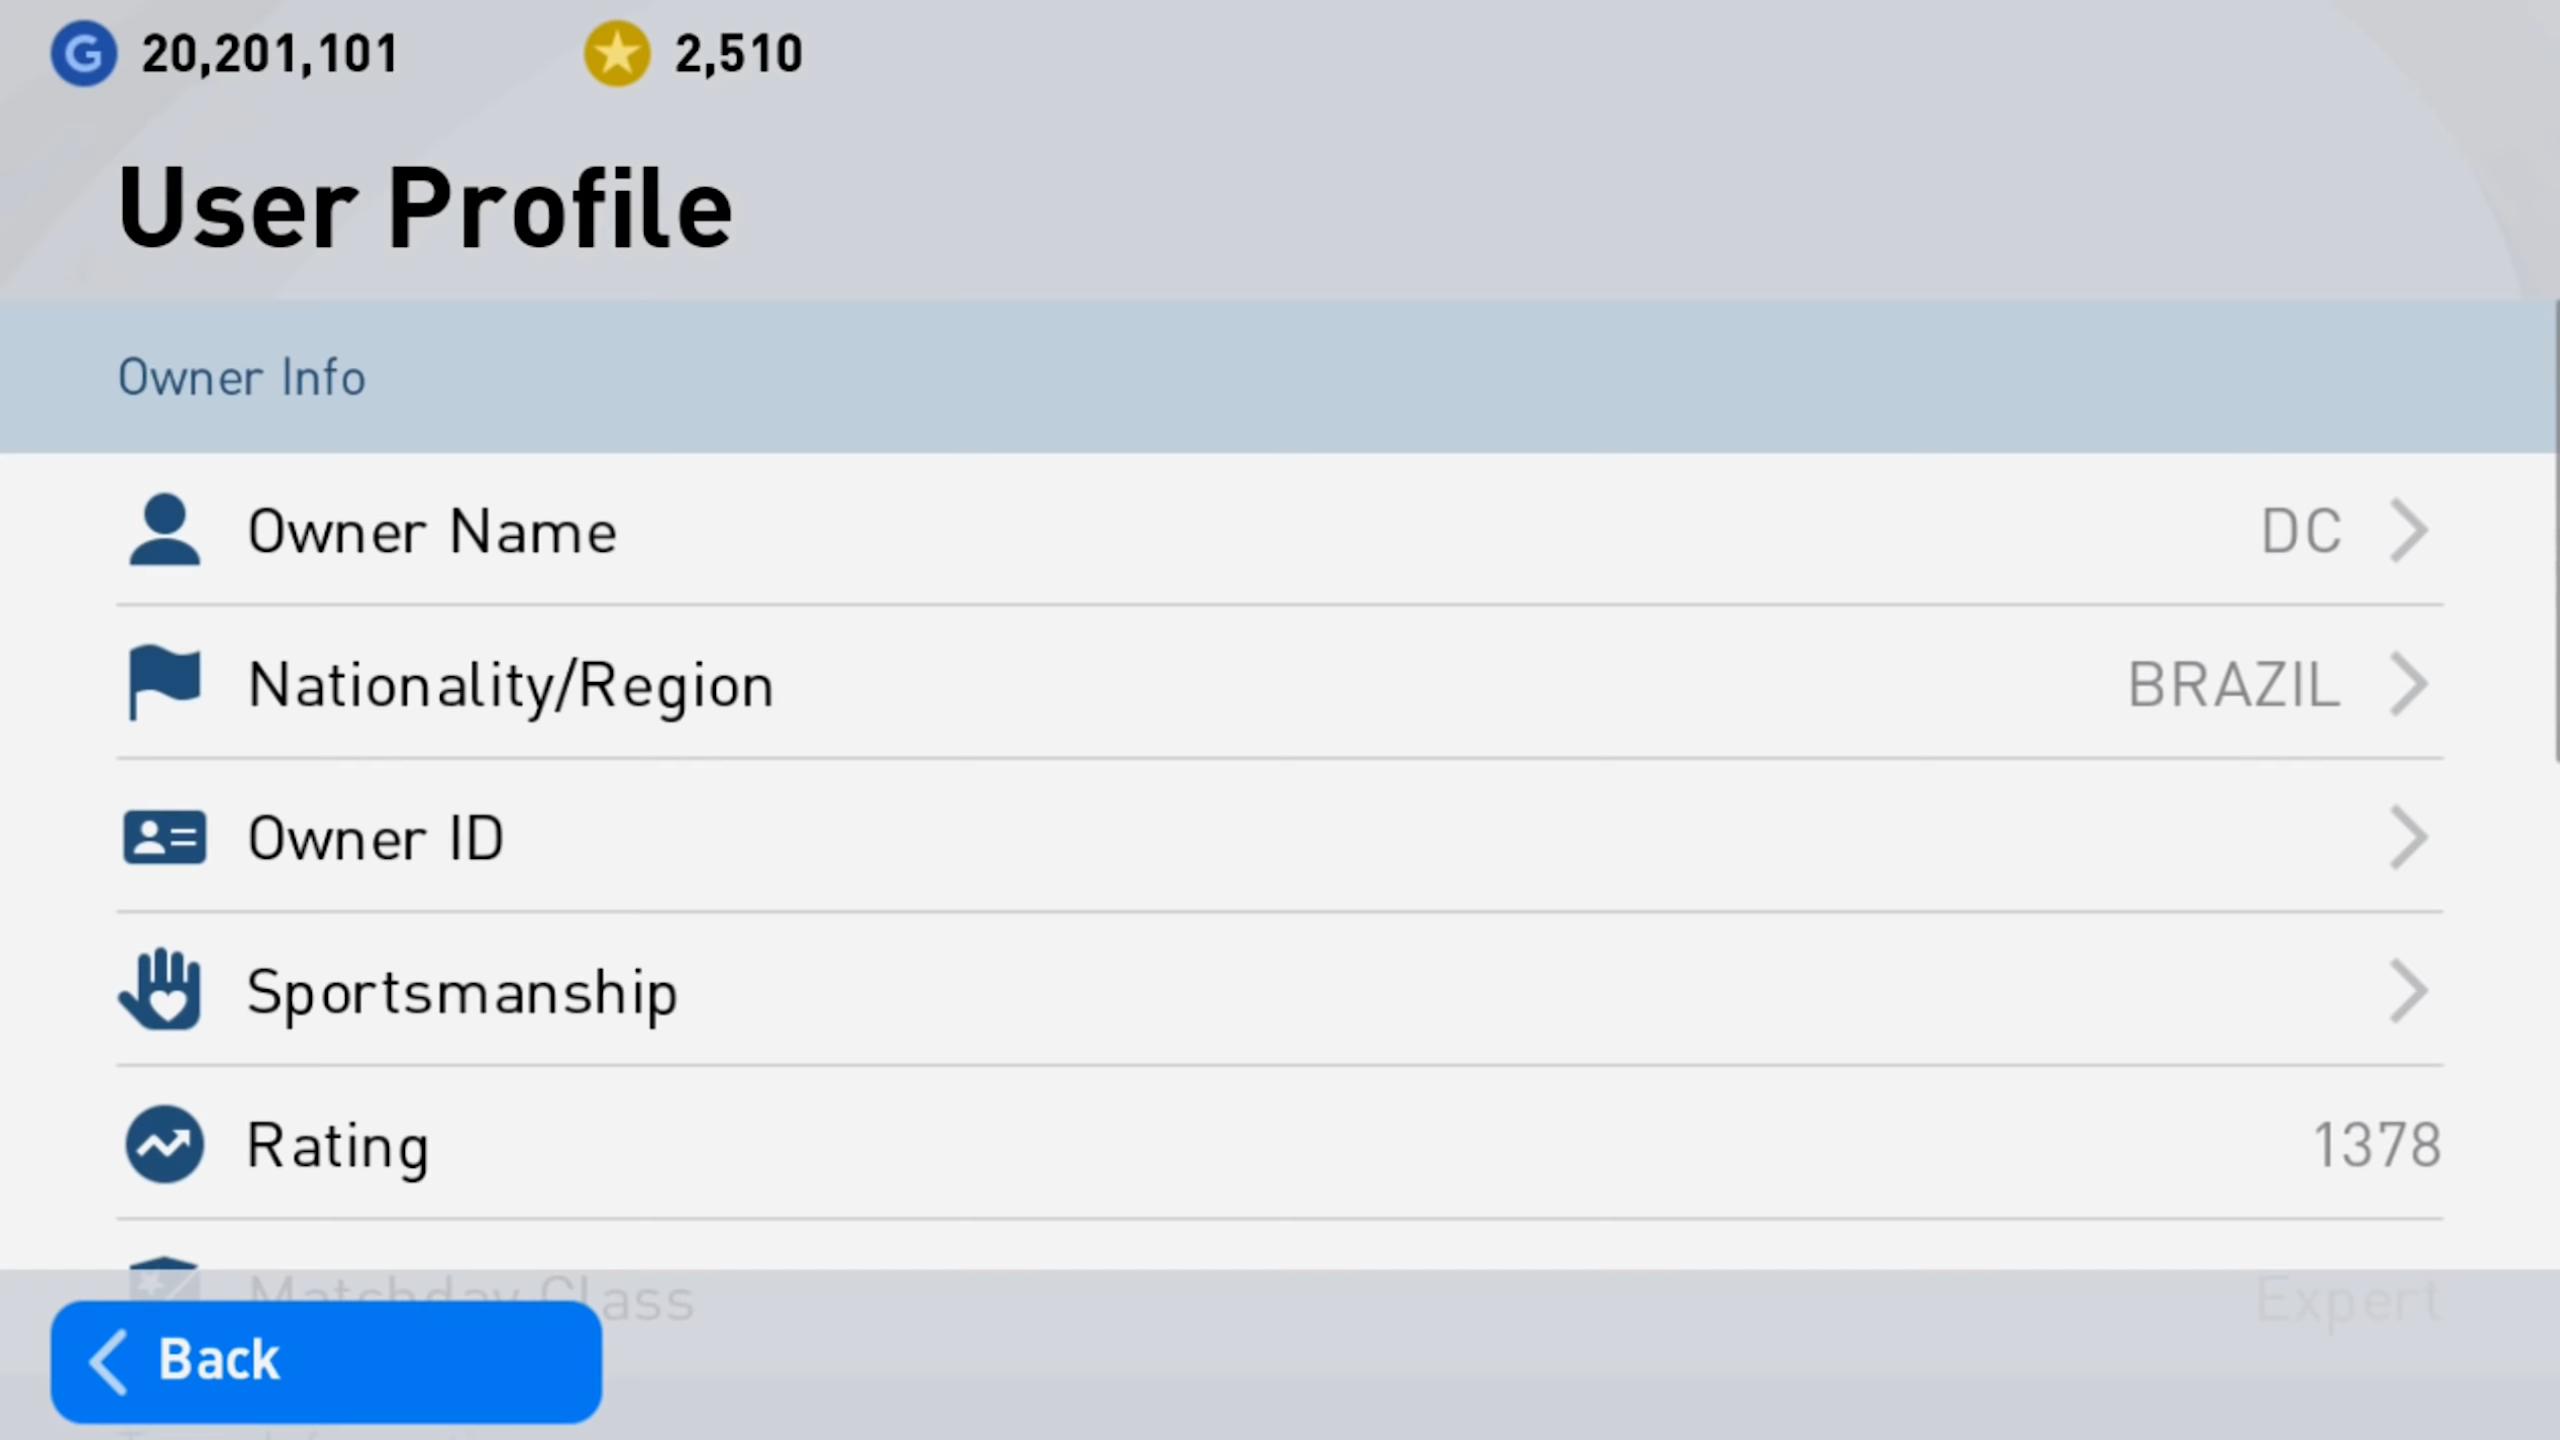 G 20,201,101 2,510
User Profile
Owner Info
Owner Name DC
Nationality/Region BRAZIL
Owner ID
Sportsmanship
Rating 1378
Matchday Class Expert
Back